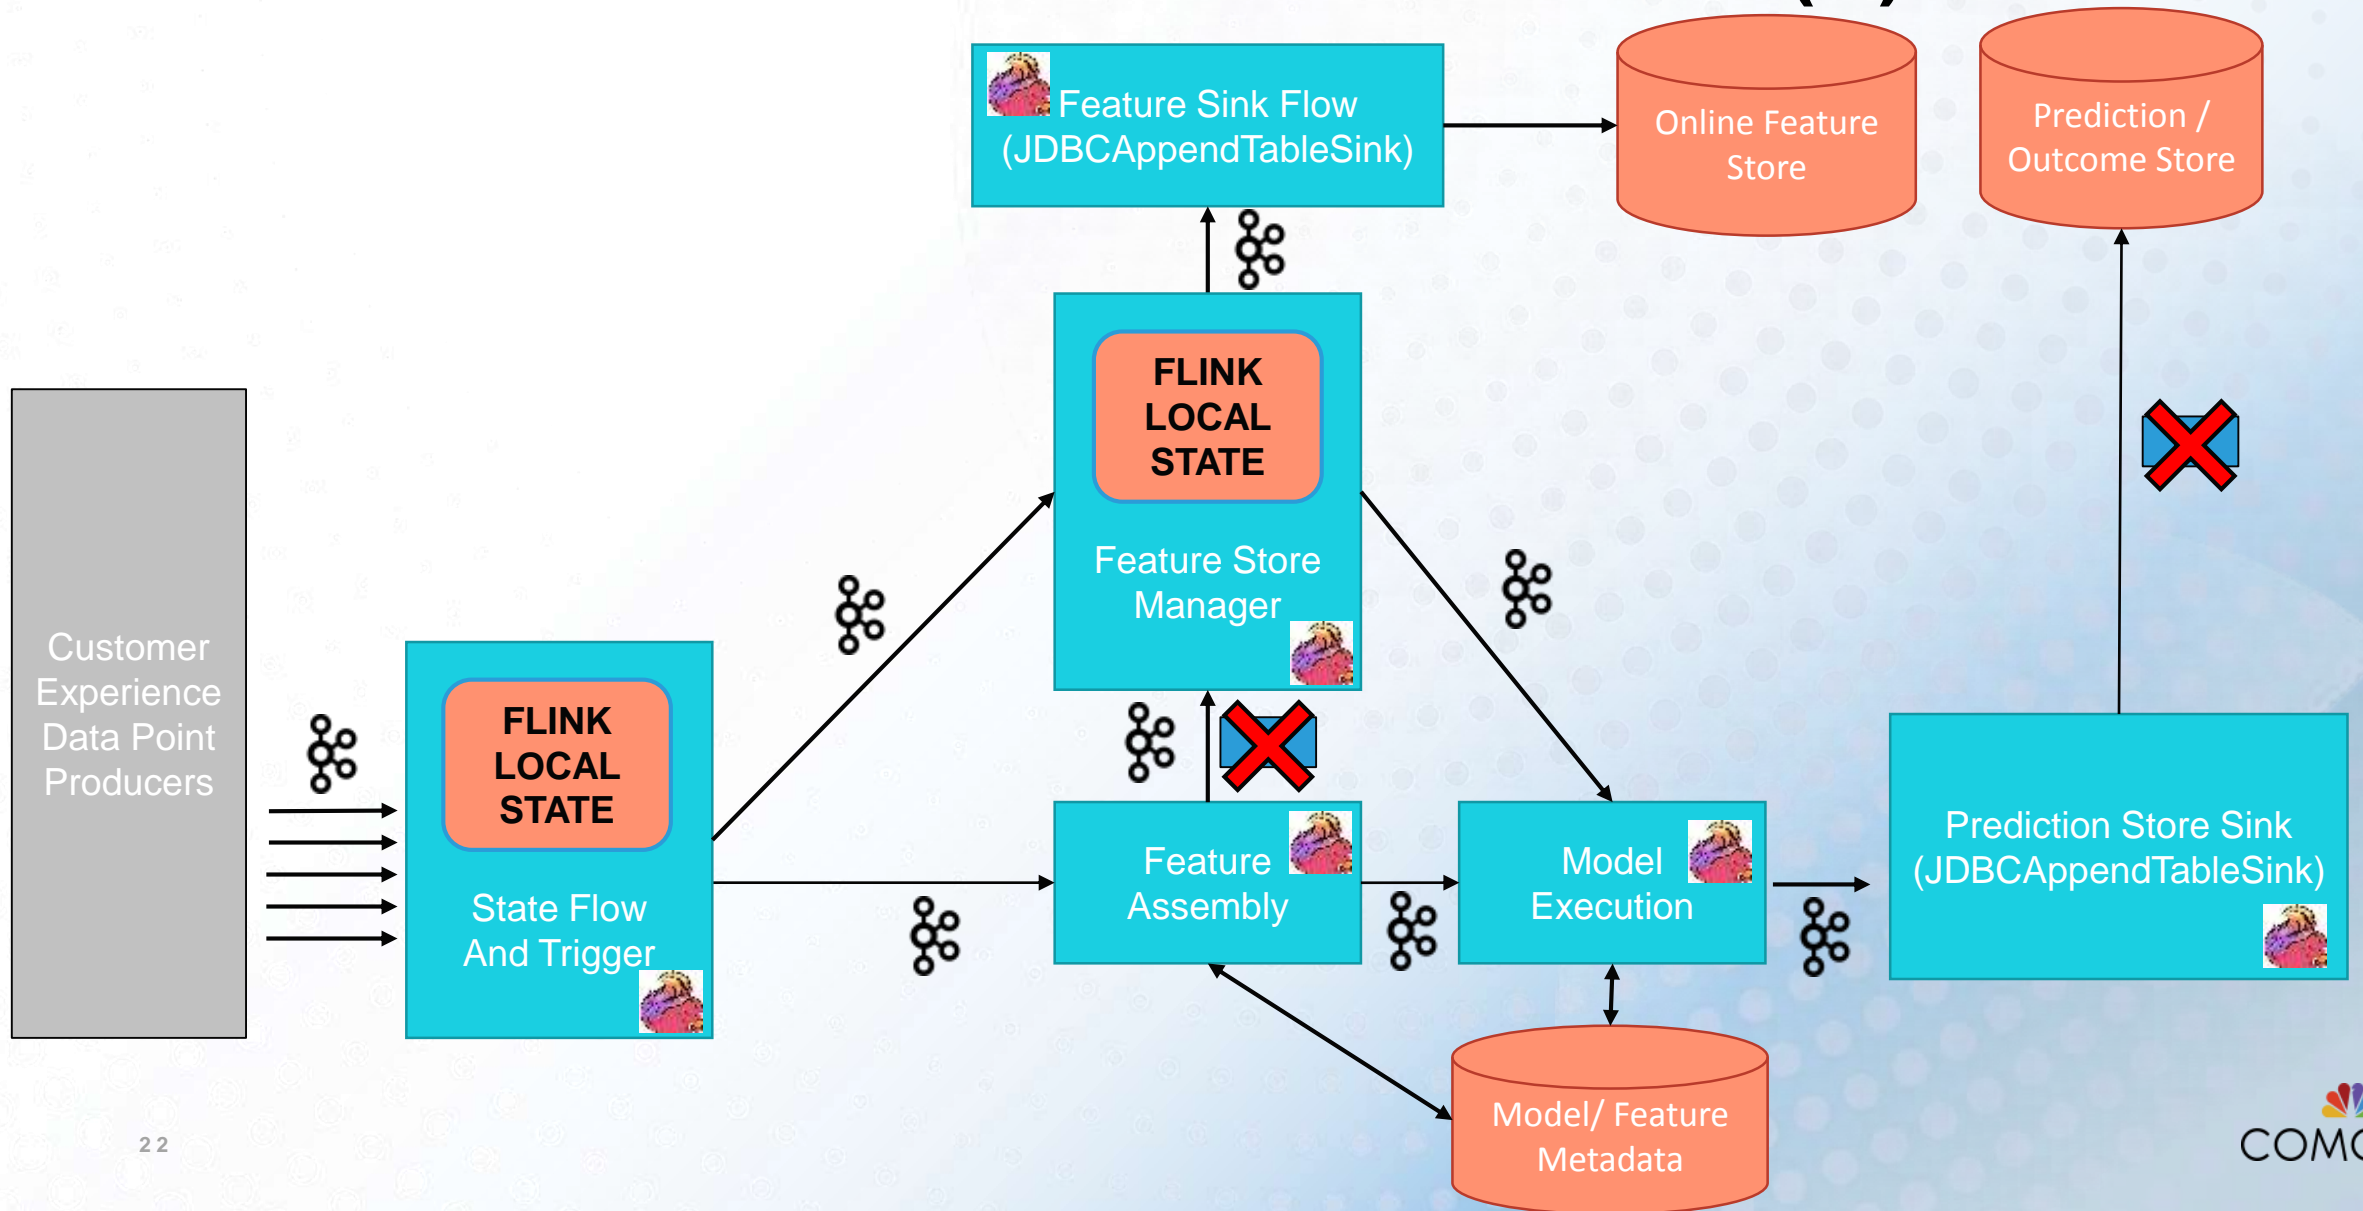 Feature Sink Flow
(JDBCAppendTableSink)
Online Feature
Store
Prediction /
Outcome Store
FLINK
LOCAL
STATE
Feature Store
Manager
Customer
Experience
Data Point
Producers
FLINK
LOCAL
STATE
State Flow
And Trigger
Feature
Assembly
Model
Execution
Prediction Store Sink
(JDBCAppendTableSink)
Model/ Feature
Metadata
22